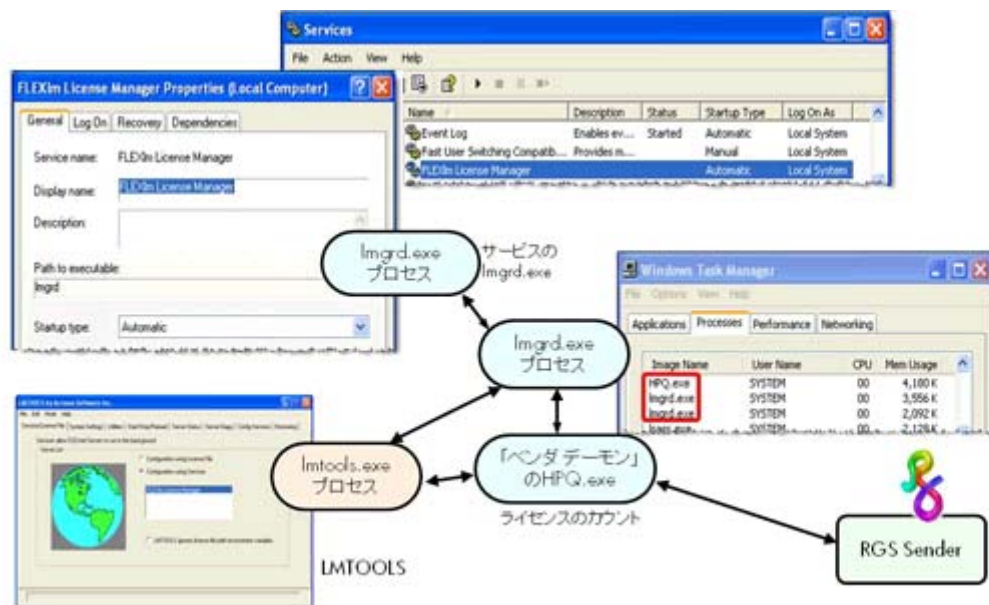 Services
File Action View Help
Name Description Status Startup Type Log On As
Event Log Enables ev... Started Automatic Local System
Fast User Switching Compatib... Provides m... Manual Local System
FLEXlm License Manager Automatic Local System
FLEXlm License Manager Properties (Local Computer)
General Log On Recovery Dependencies
Service name: FLEXlm License Manager
Display name: FLEXlm License Manager
Description:
Path to executable:
lmgrd
Startup type: Automatic
lmgrd.exe
プロセス
サービスの
lmgrd.exe
Windows Task Manager
File Options View Help
Applications Processes Performance Networking
Image Name User Name CPU Mem Usage
HPQ.exe SYSTEM 00 4,180 K
lmgrd.exe SYSTEM 00 3,556 K
lmgrd.exe SYSTEM 00 2,092 K
SYSTEM 00 2,128 K
lmgrd.exe
プロセス
lmtools.exe
プロセス
「ベンダ デーモン」
のHPQ.exe
ライセンスのカウント
LMTOOLS
RGS Sender